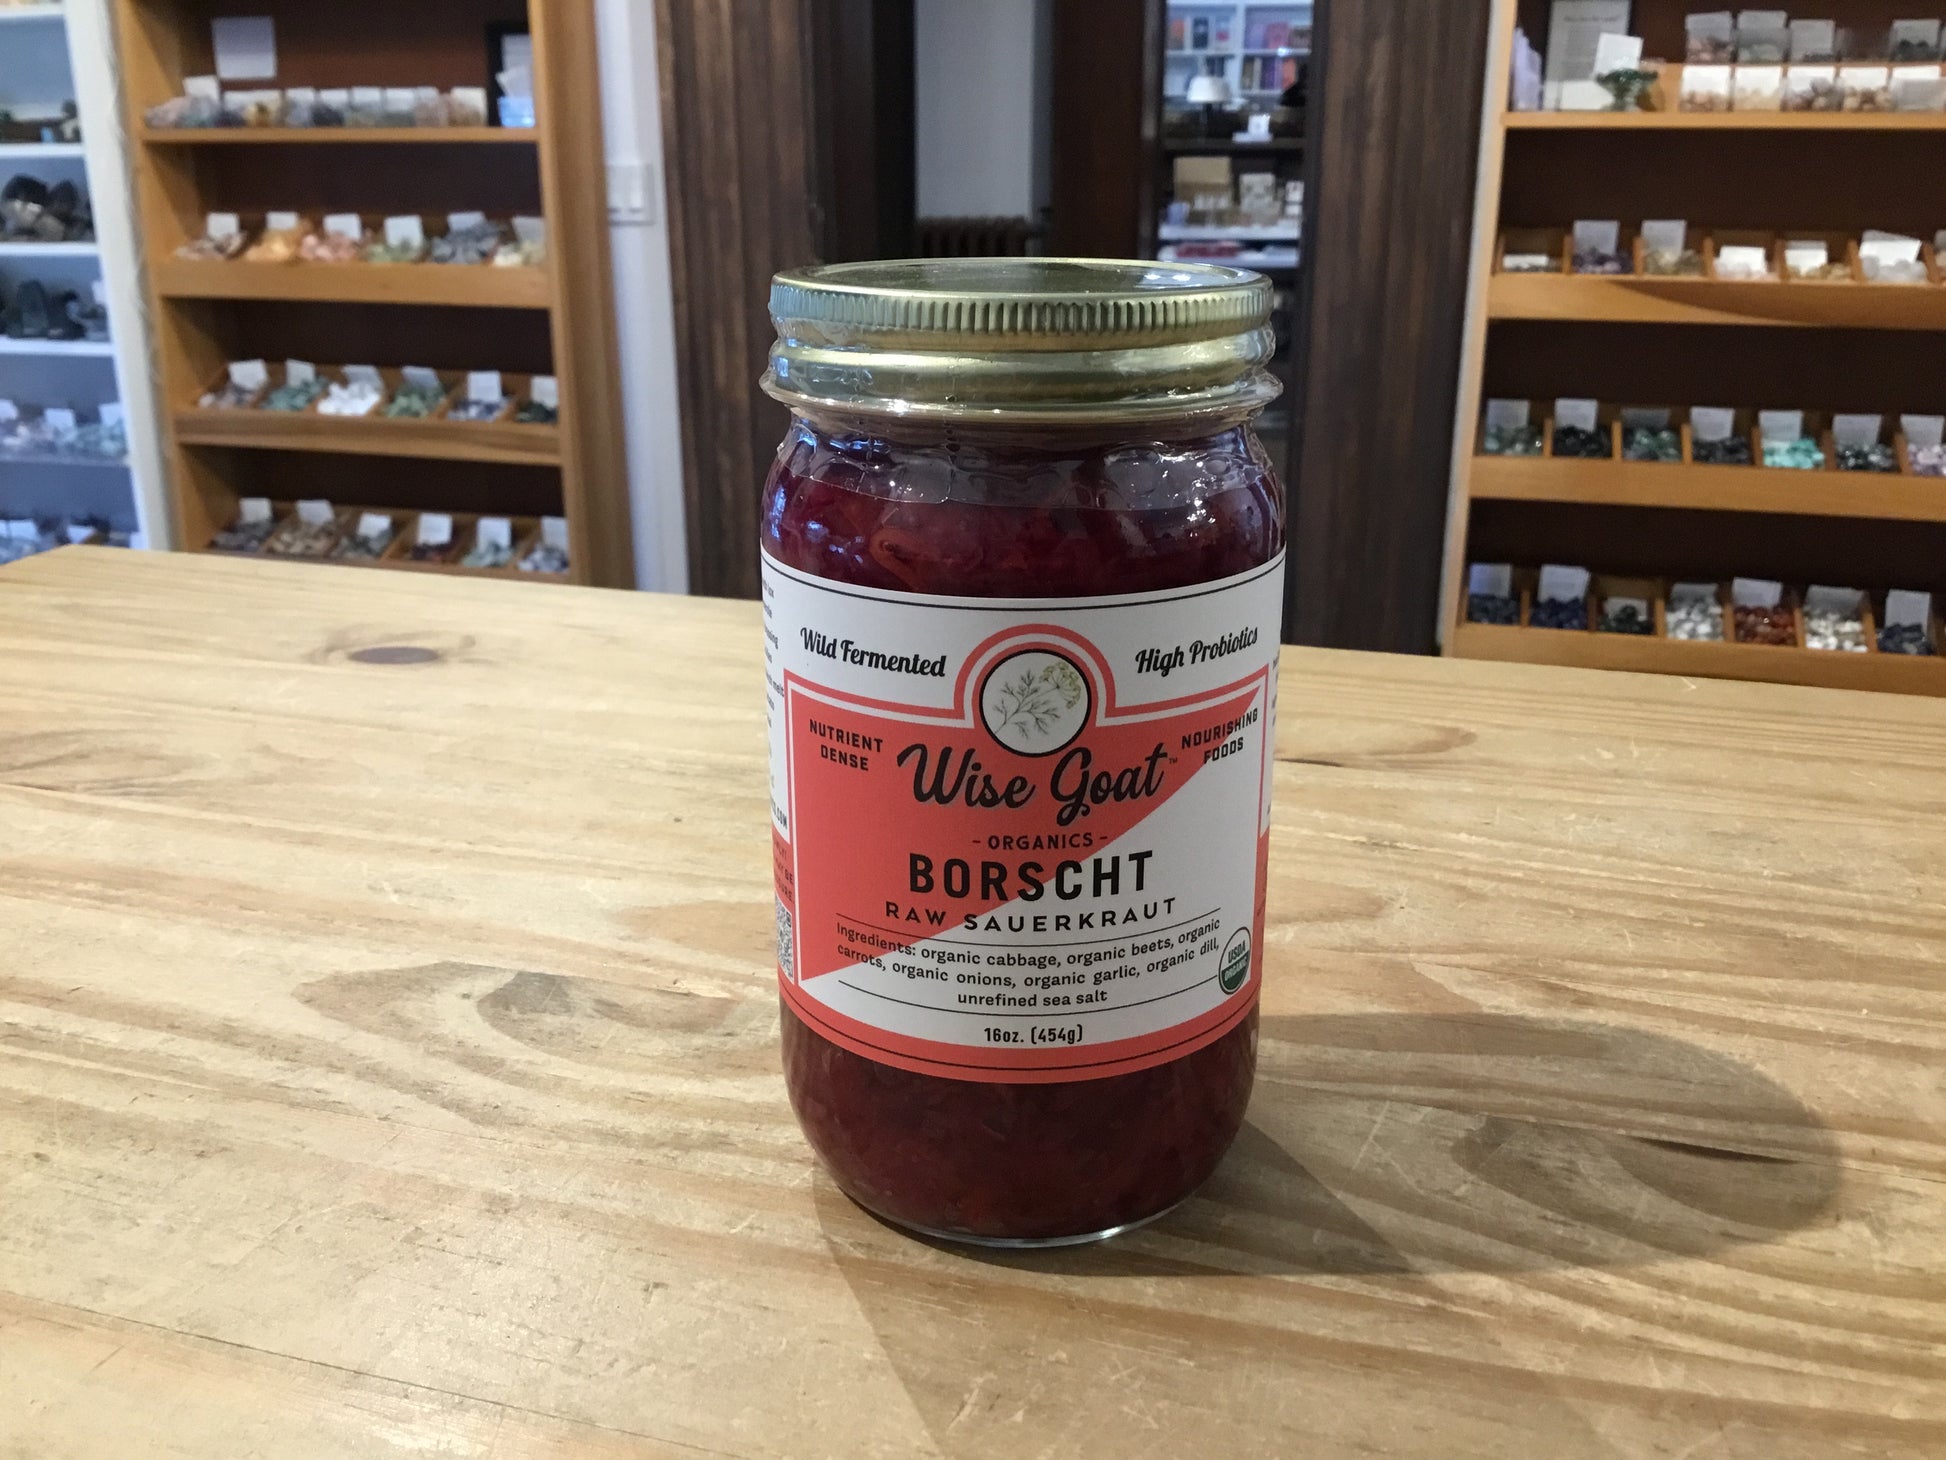 Wild Fermented
High Probiotics
NUTRIENT
DENSE
NOURISHING
FOODS
Wise Goat™
- ORGANICS -
BORSCHT
RAW SAUERKRAUT
Ingredients: organic cabbage, organic beets, organic
carrots, organic onions, organic garlic, organic dill,
unrefined sea salt
USDA
ORGANIC
16oz. (454g)